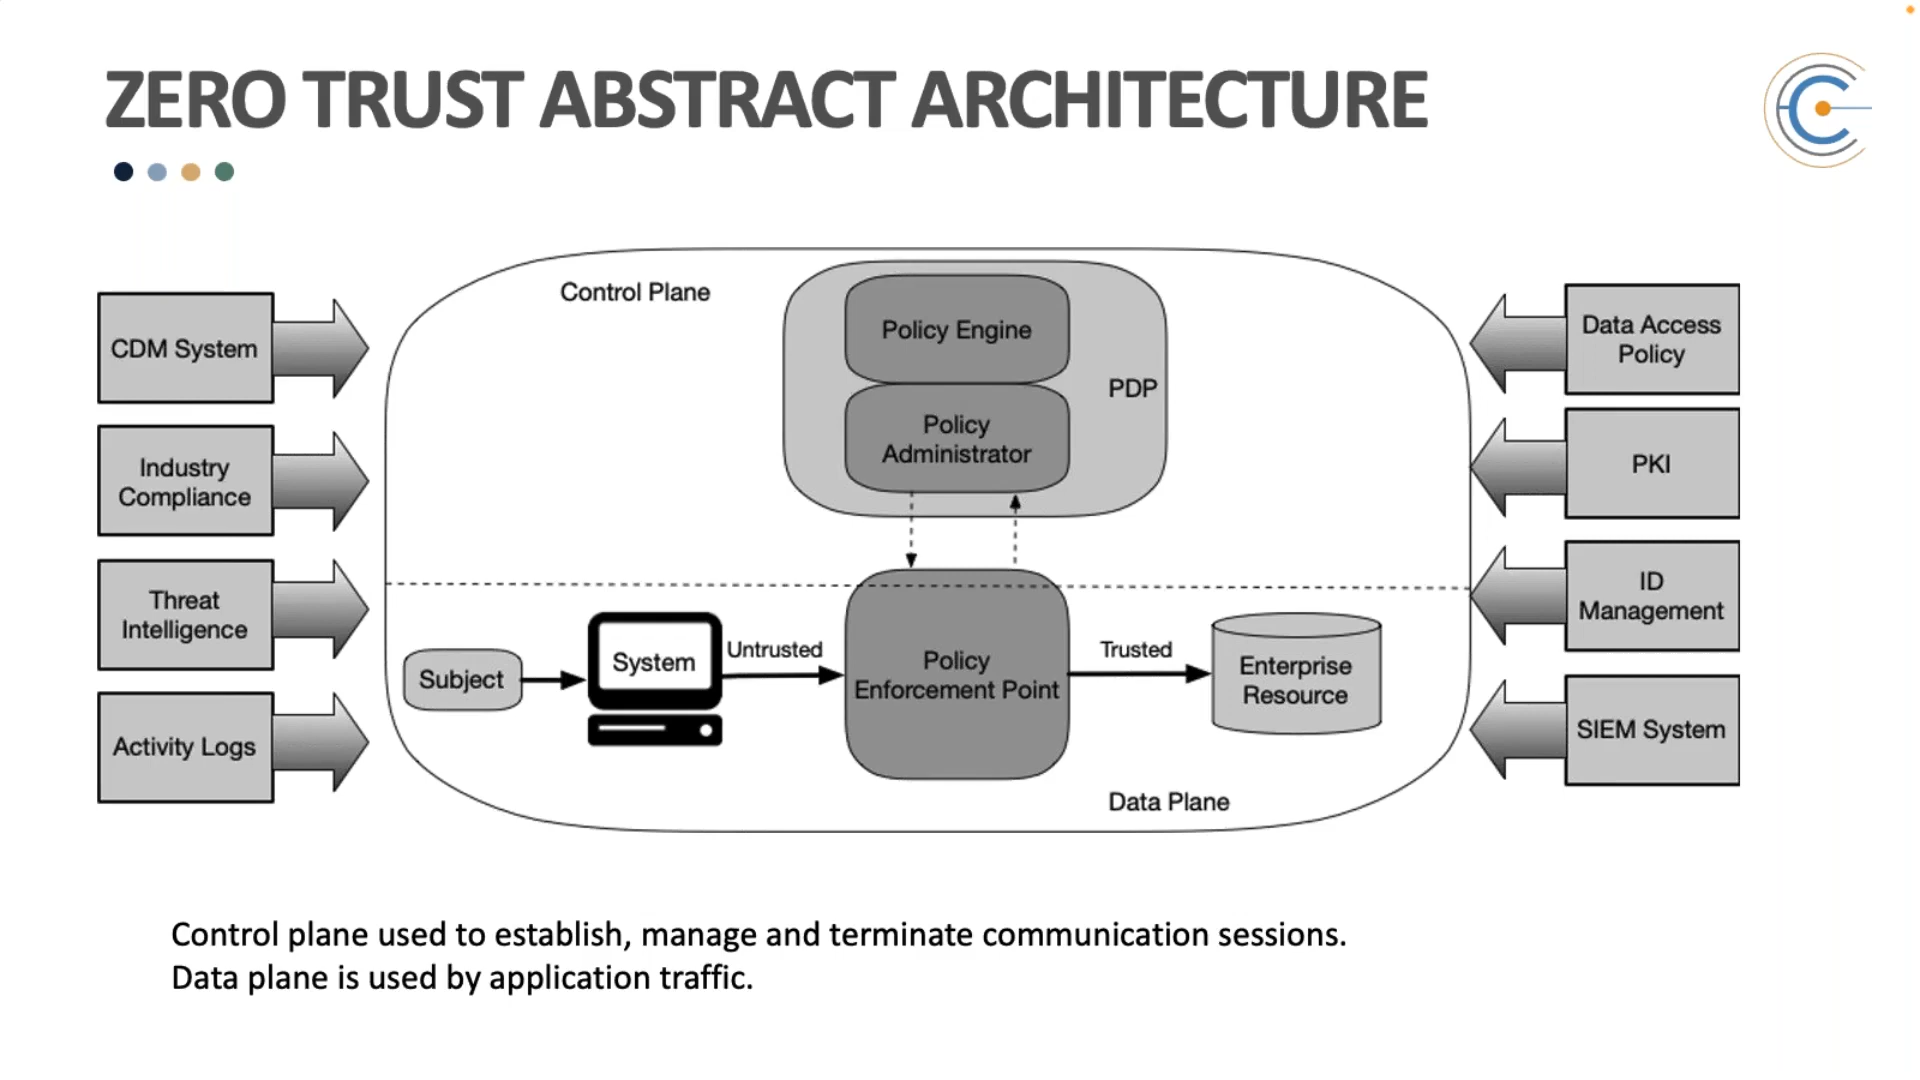 ZERO TRUST ABSTRACT ARCHITECTURE
Control Plane
Policy Engine
PDP
Policy
Administrator
CDM System
Industry
Compliance
Threat
Intelligence
Activity Logs
Data Access
Policy
PKI
ID
Management
SIEM System
Subject
System
Untrusted
Policy
Enforcement Point
Trusted
Enterprise
Resource
Data Plane
Control plane used to establish, manage and terminate communication sessions.
Data plane is used by application traffic.